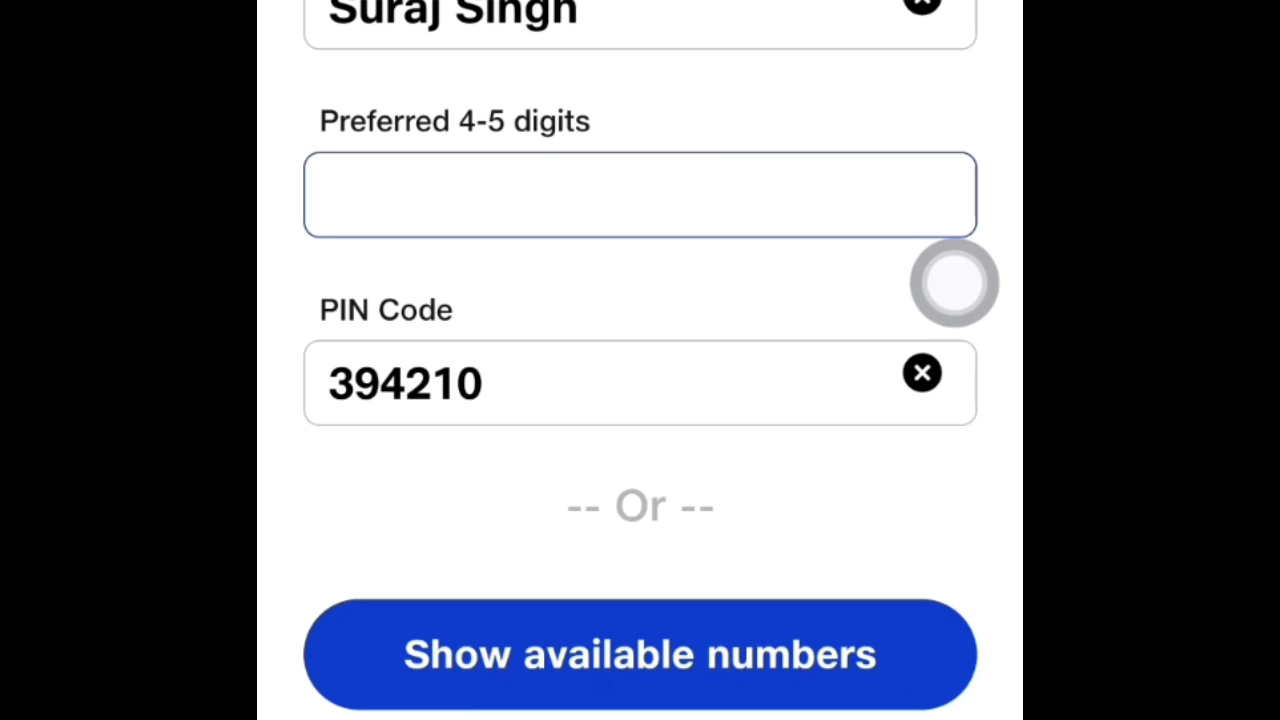 Suraj Singh
Preferred 4-5 digits
PIN Code
394210
-- Or --
Show available numbers